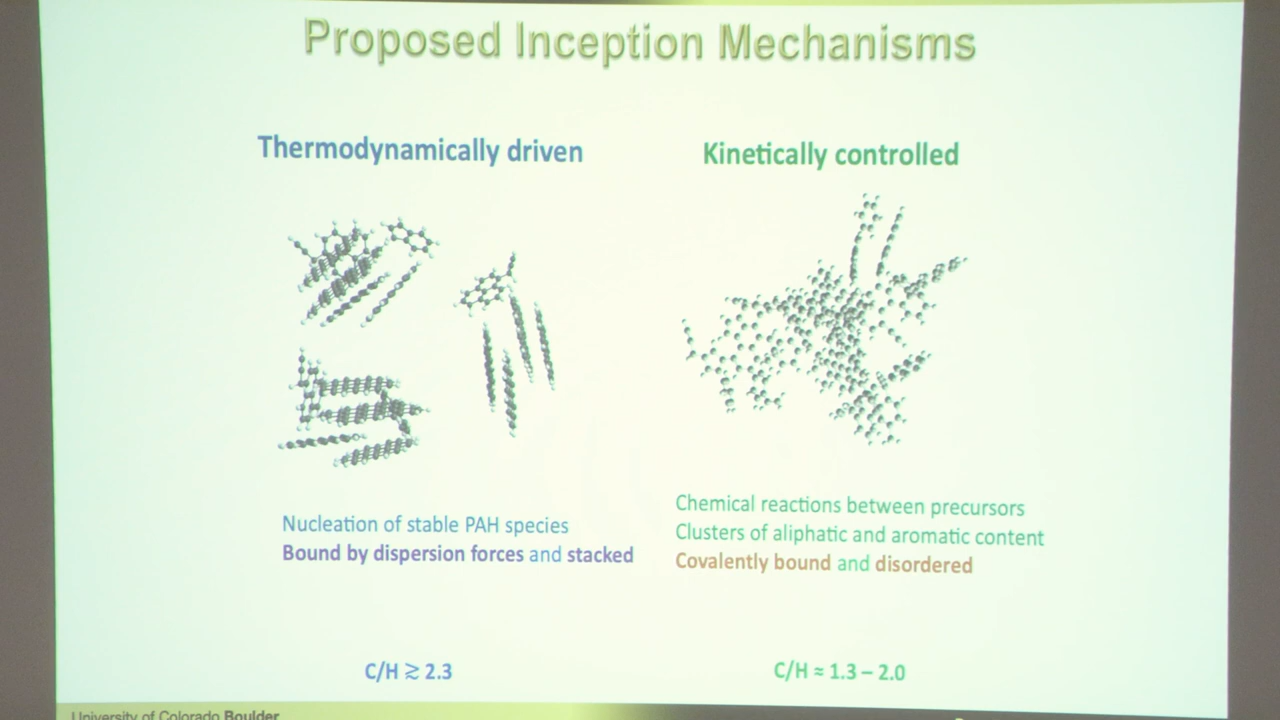 Proposed Inception Mechanisms
Thermodynamically driven
Kinetically controlled
Nucleation of stable PAH species
Bound by dispersion forces and stacked
Chemical reactions between precursors
Clusters of aliphatic and aromatic content
Covalently bound and disordered
C/H ≳ 2.3
C/H ≈ 1.3 – 2.0
University of Colorado Boulder